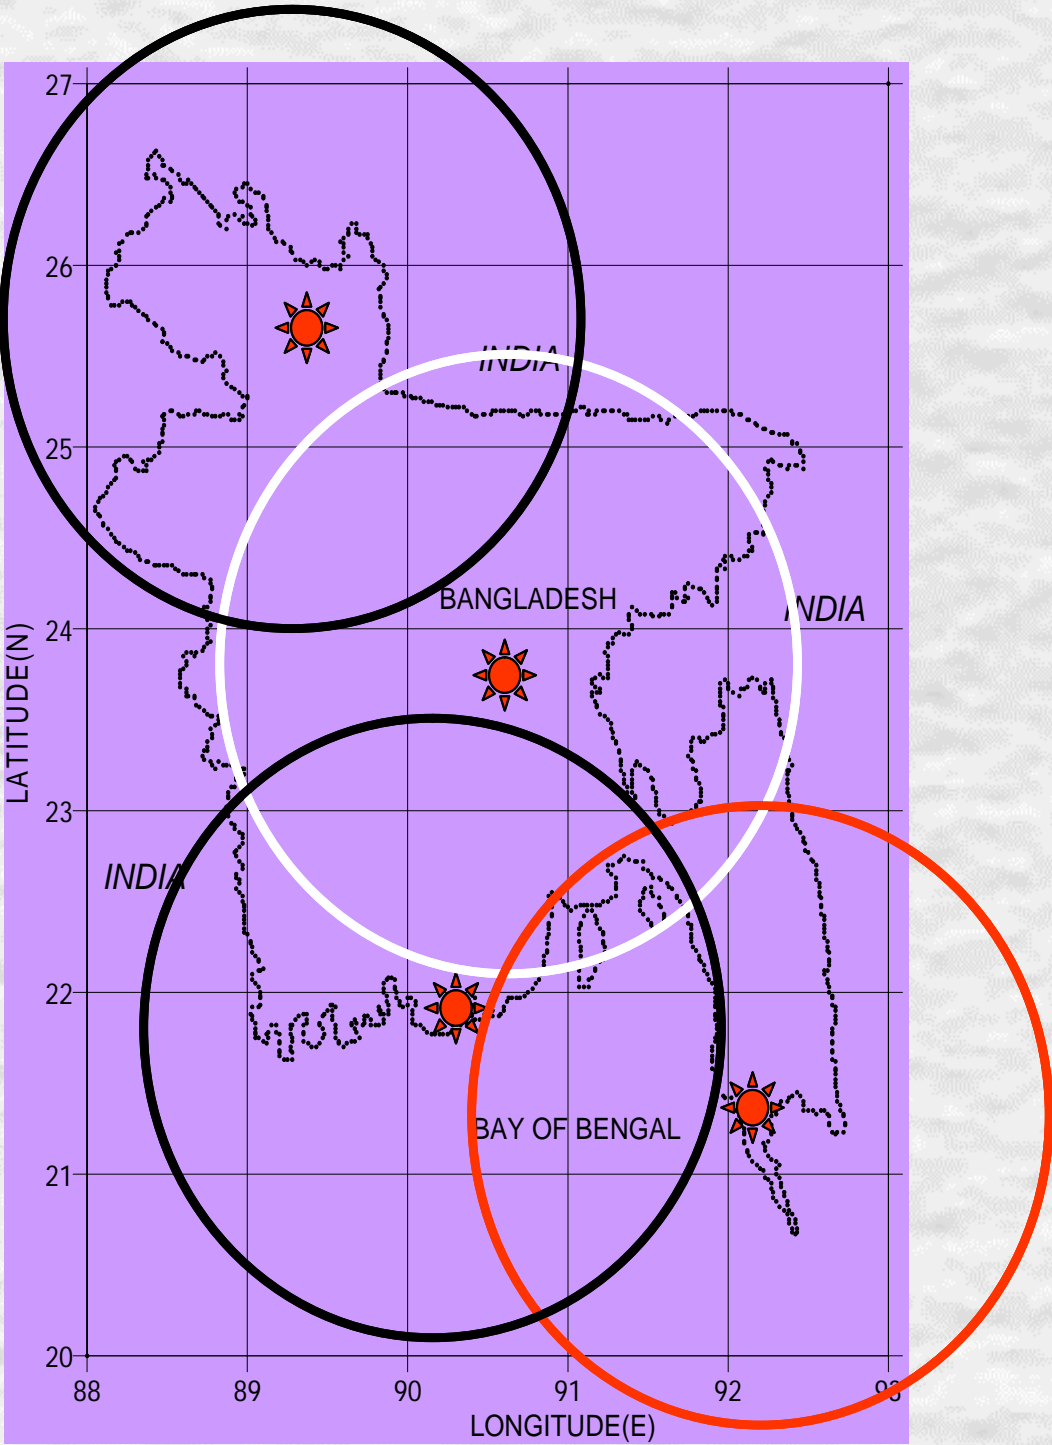 27
26
INDIA
25
BANGLADESH
INDIA
24
LATITUDE(N)
23
INDIA
22
BAY OF BENGAL
21
20
88 89 90 91 92 93
LONGITUDE(E)